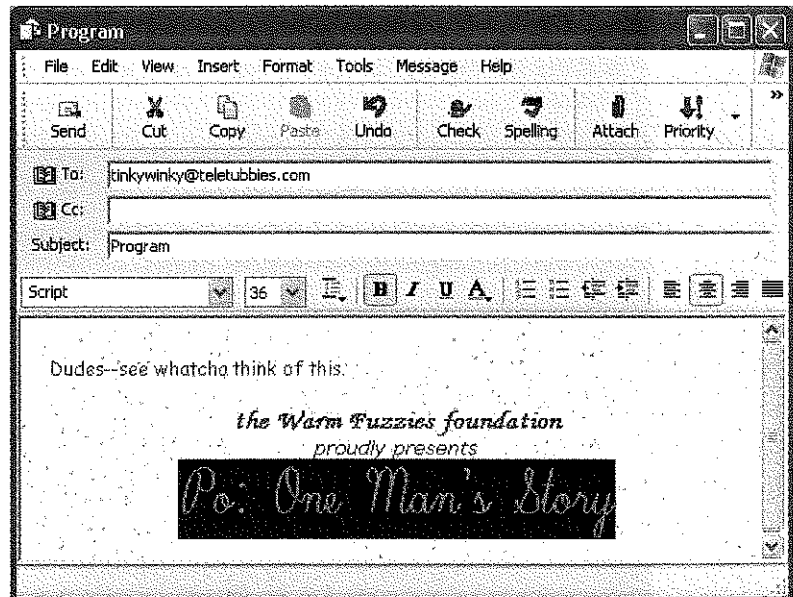 Program
File Edit View Insert Format Tools Message Help
Send Cut Copy Paste Undo Check Spelling Attach Priority »
To: tinkywinky@teletubbies.com
Cc:
Subject: Program
Script 36 B I U A
Dudes--see whatcha think of this.
the Warm Fuzzies foundation
proudly presents
Po: One Man's Story